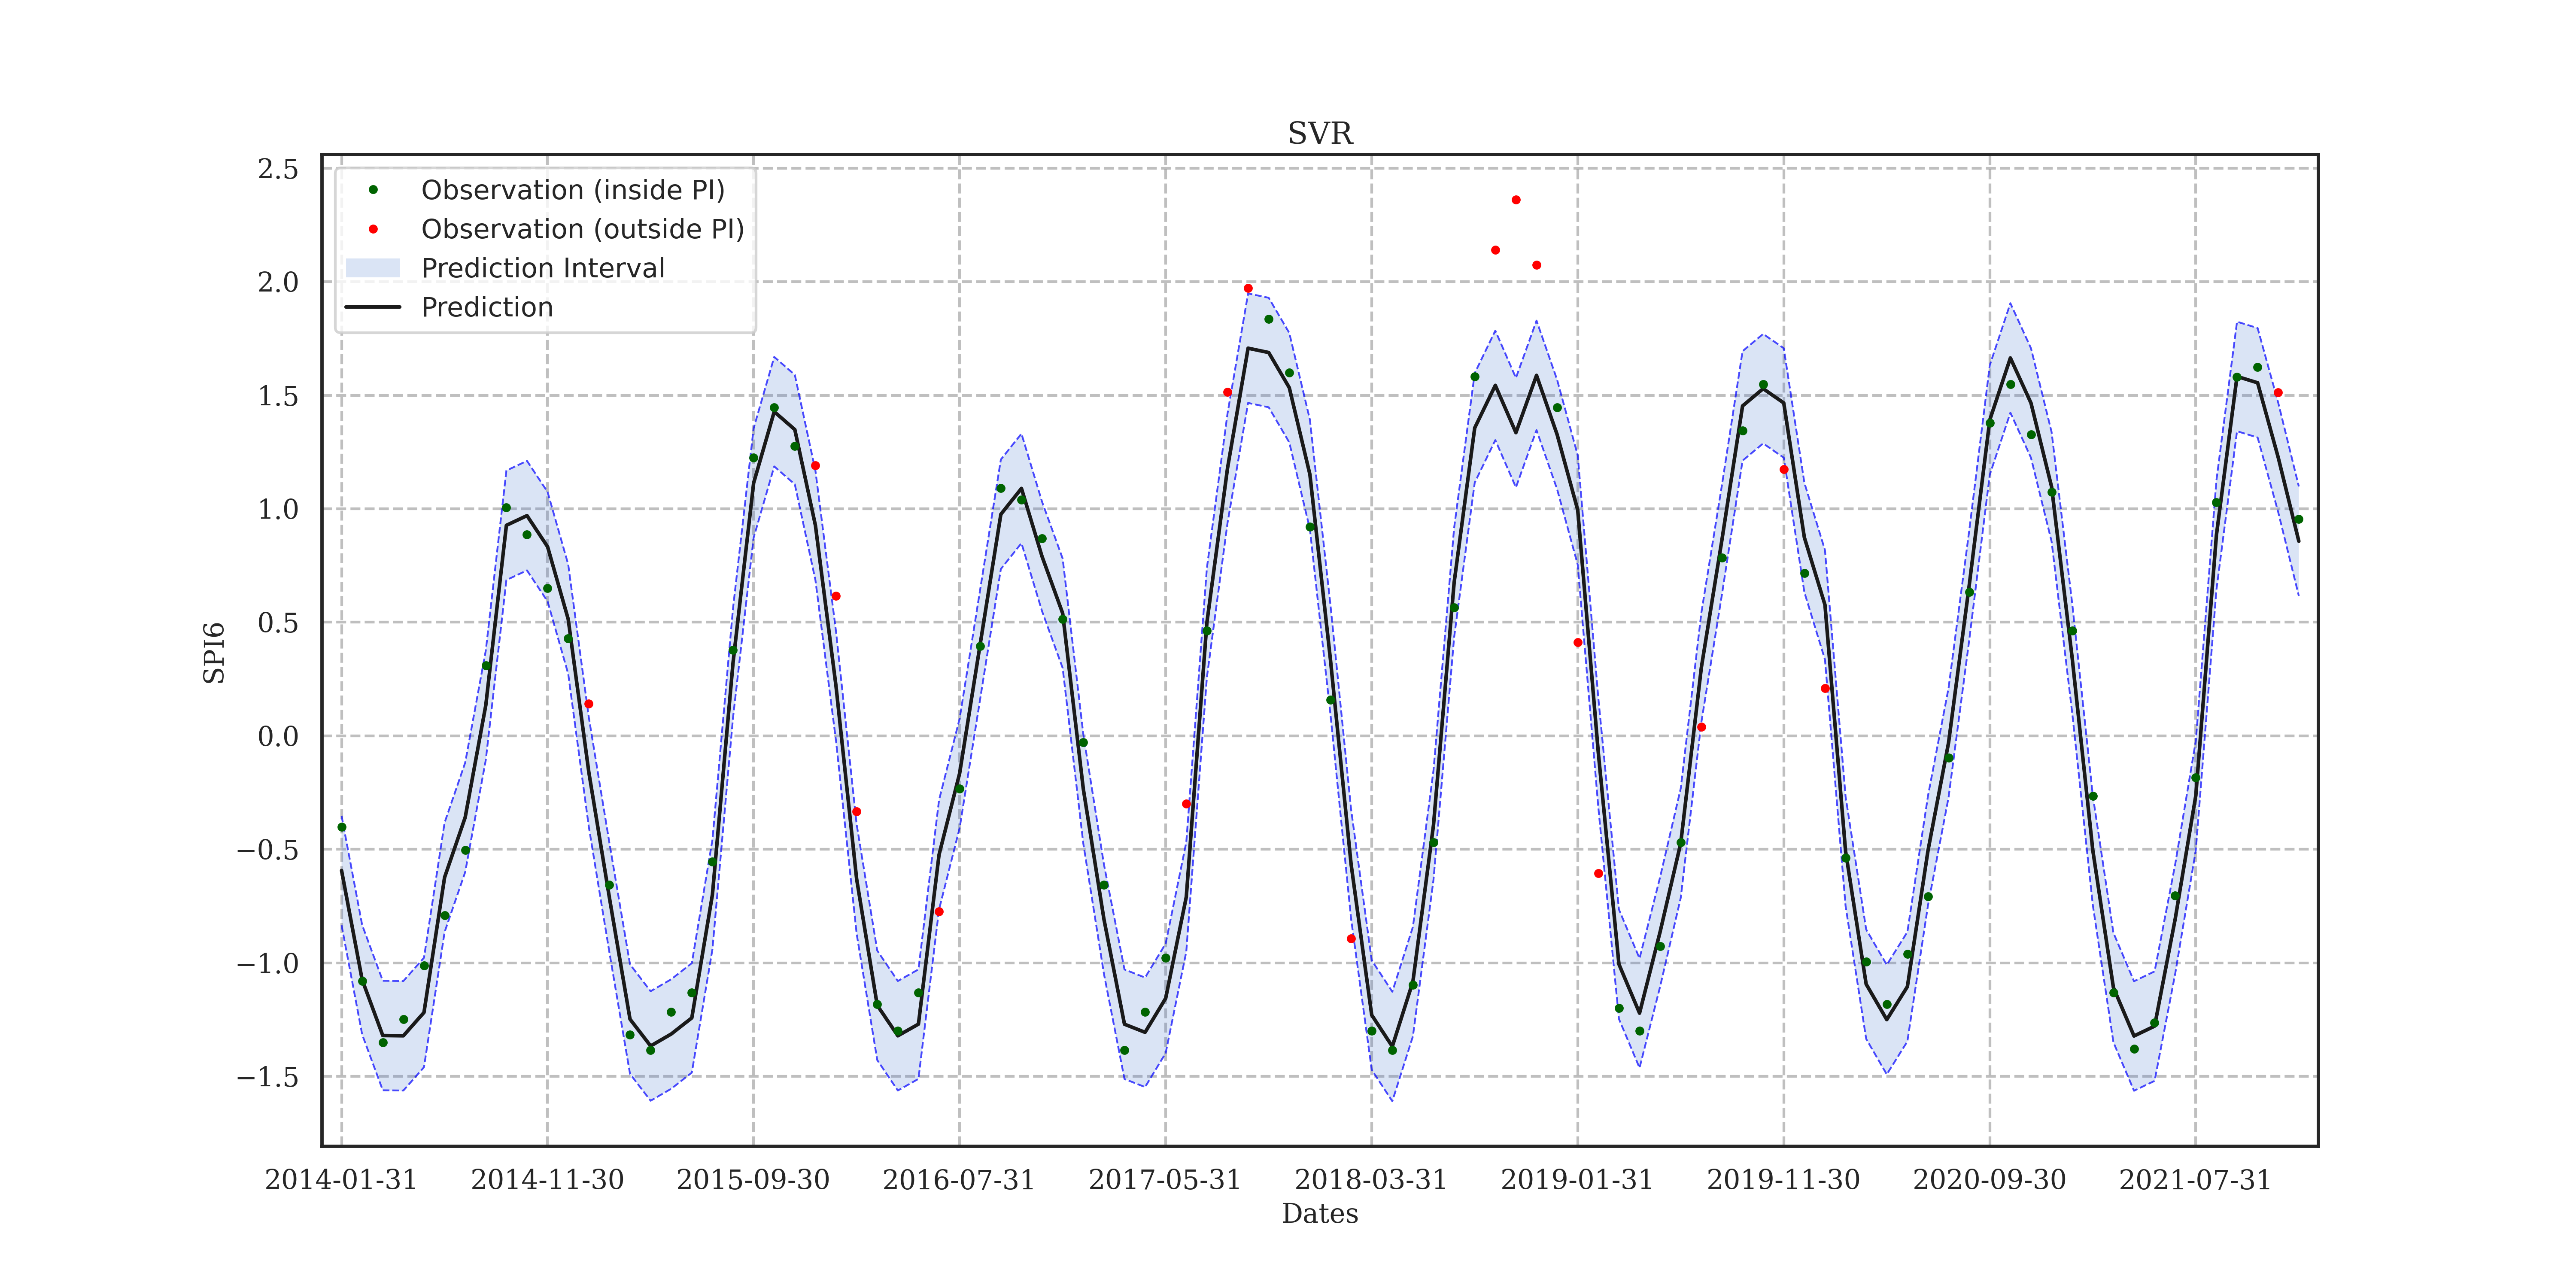 SVR
2.5
2.0
1.5
1.0
0.5
0.0
−0.5
−1.0
−1.5
SPI6
Observation (inside PI)
Observation (outside PI)
Prediction Interval
Prediction
2014-01-31 2014-11-30 2015-09-30 2016-07-31 2017-05-31 2018-03-31 2019-01-31 2019-11-30 2020-09-30 2021-07-31
Dates